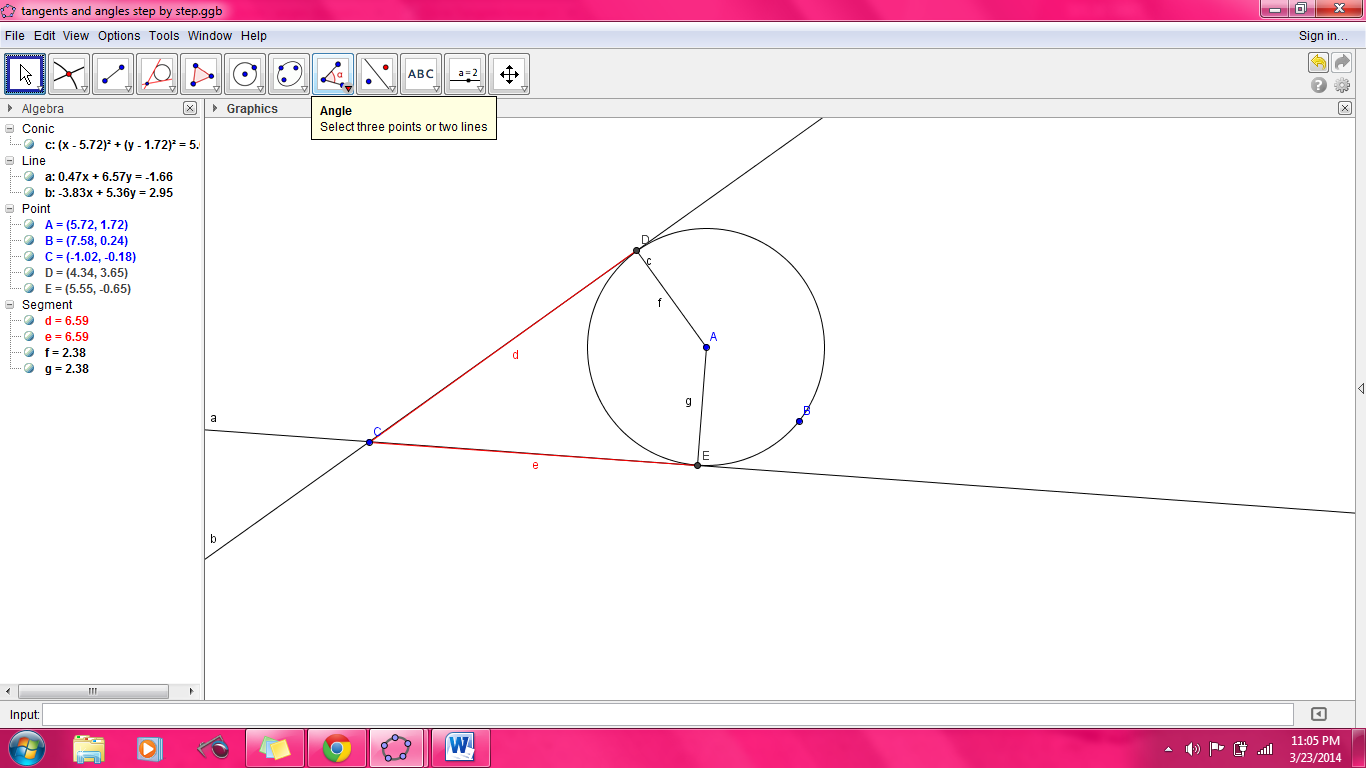 tangents and angles step by step.ggb
File Edit View Options Tools Window Help Sign in...
ABC a=2
α
Algebra
Graphics
Angle
Select three points or two lines
Conic
c: (x - 5.72)² + (y - 1.72)² = 5.
Line
a: 0.47x + 6.57y = -1.66
b: -3.83x + 5.36y = 2.95
Point
A = (5.72, 1.72)
B = (7.58, 0.24)
C = (-1.02, -0.18)
D = (4.34, 3.65)
E = (5.55, -0.65)
Segment
d = 6.59
e = 6.59
f = 2.38
g = 2.38
D
c
f
A
d
g
B
a
C
E
e
b
Input:
W
11:05 PM
3/23/2014